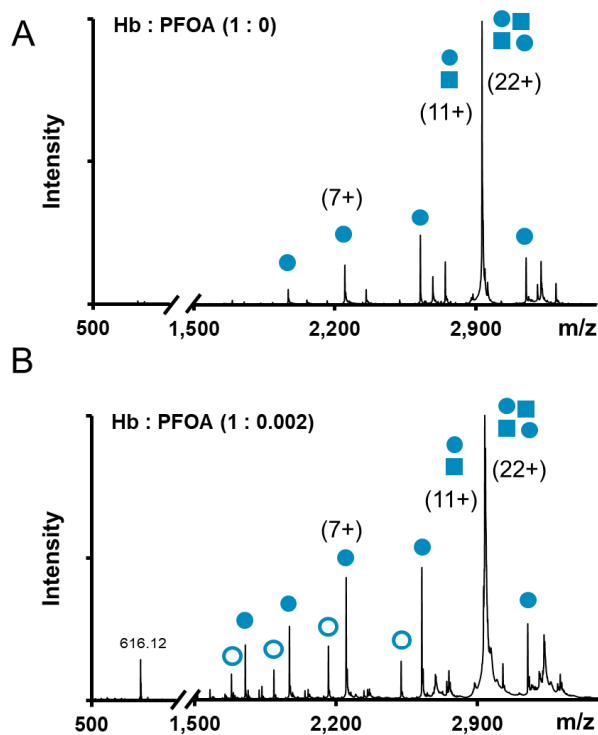 A
Hb : PFOA (1 : 0)
(22+)
(11+)
(7+)
Intensity
500
1,500
2,200
2,900
m/z
B
Hb : PFOA (1 : 0.002)
(22+)
(11+)
(7+)
616.12
Intensity
500
1,500
2,200
2,900
m/z